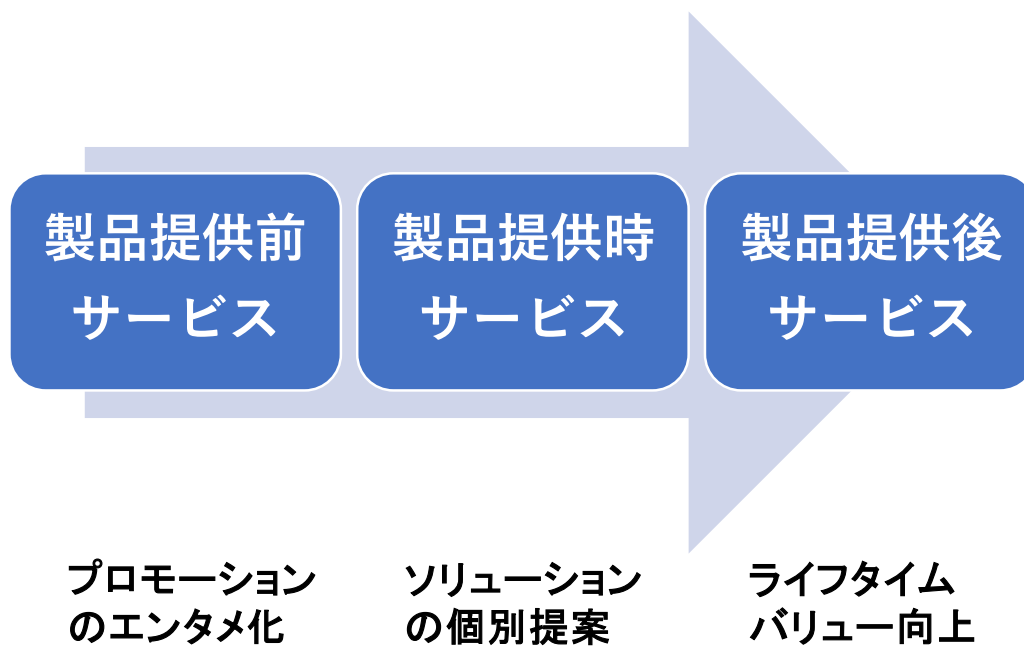 製品提供前
サービス
製品提供時
サービス
製品提供後
サービス
プロモーション
のエンタメ化
ソリューション
の個別提案
ライフタイム
バリュー向上